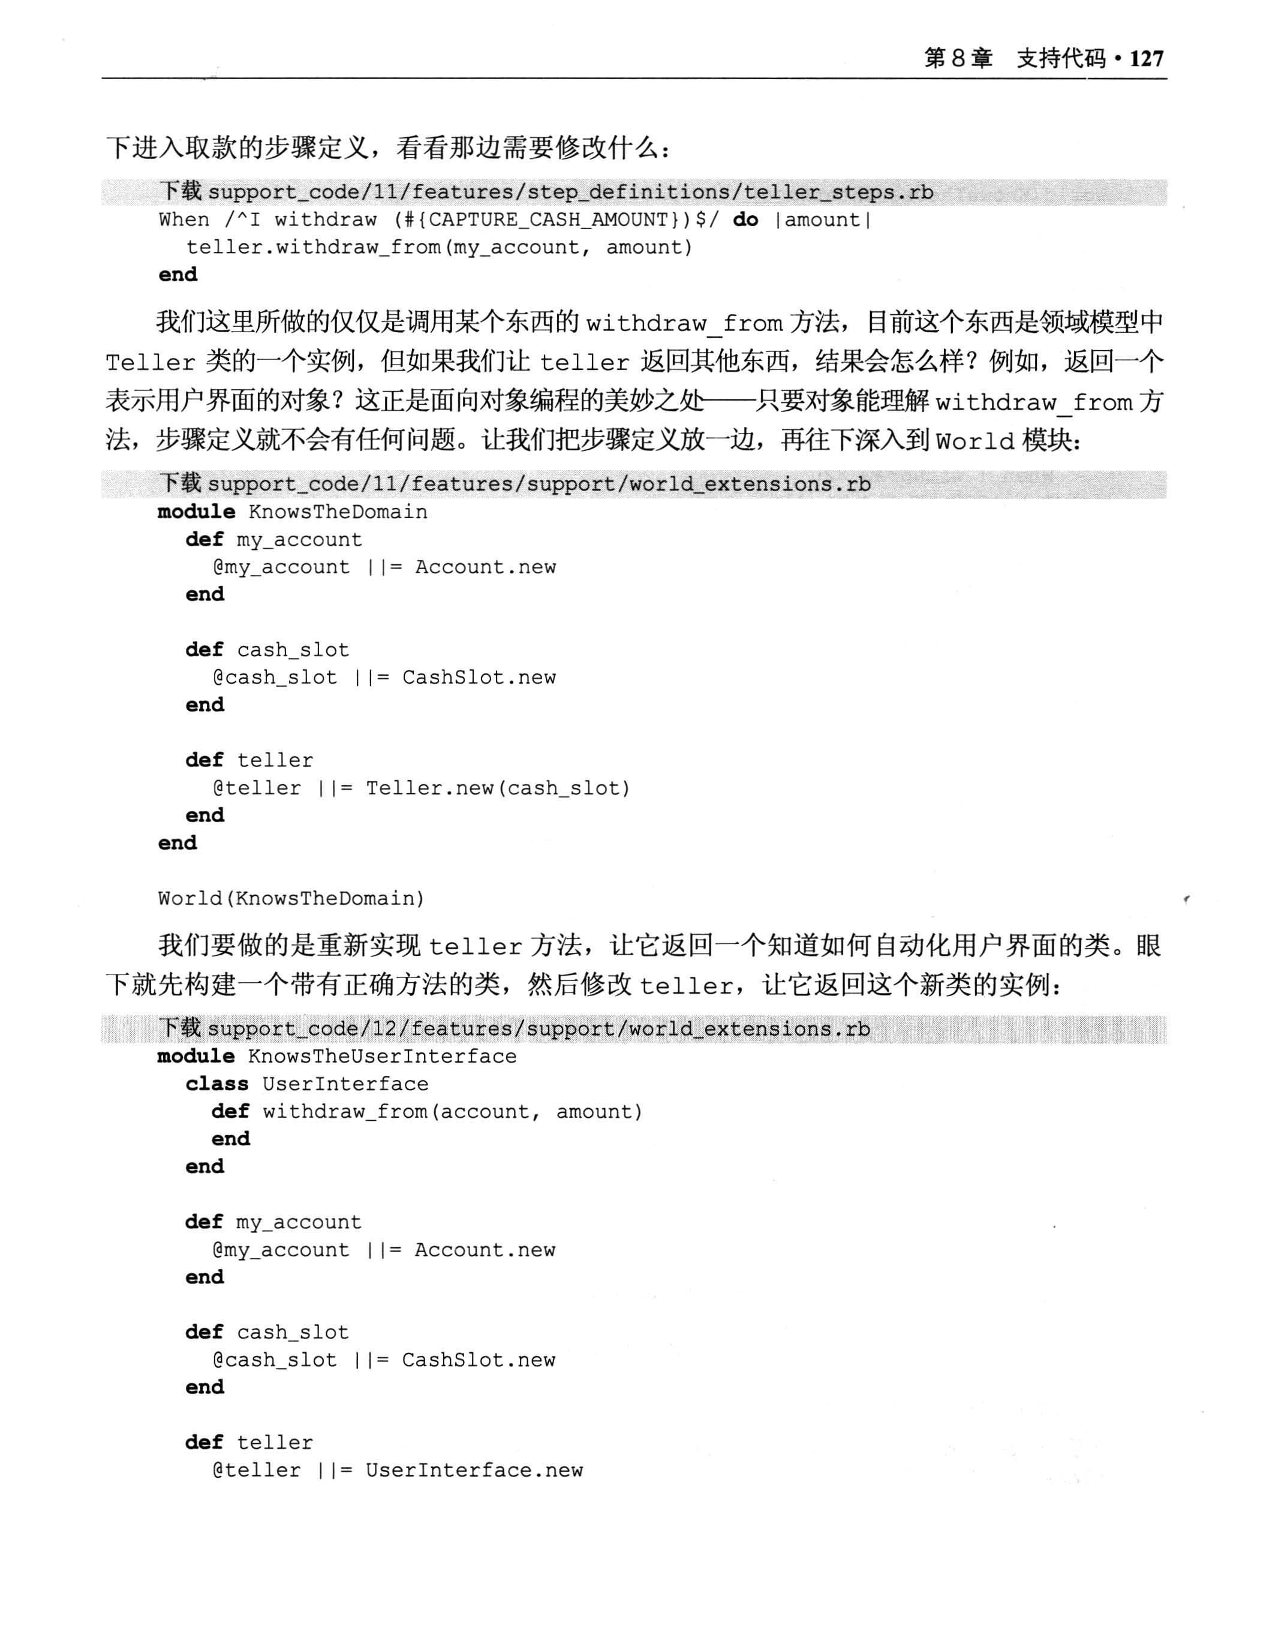 第8章 支持代码·127
下进入取款的步骤定义，看看那边需要修改什么：
下载 support_code/11/features/step_definitions/teller_steps.rb
When /^I withdraw (#{CAPTURE_CASH_AMOUNT})$/ do |amount|
  teller.withdraw_from(my_account, amount)
end
我们这里所做的仅仅是调用某个东西的 withdraw_from 方法，目前这个东西是领域模型中
Teller 类的一个实例，但如果我们让 teller 返回其他东西，结果会怎么样？例如，返回一个
表示用户界面的对象？这正是面向对象编程的美妙之处——只要对象能理解 withdraw_from 方
法，步骤定义就不会有任何问题。让我们把步骤定义放一边，再往下深入到 World 模块：
下载 support_code/11/features/support/world_extensions.rb
module KnowsTheDomain
  def my_account
    @my_account ||= Account.new
  end
  def cash_slot
    @cash_slot ||= CashSlot.new
  end
  def teller
    @teller ||= Teller.new(cash_slot)
  end
end
World(KnowsTheDomain)
我们要做的是重新实现 teller 方法，让它返回一个知道如何自动化用户界面的类。眼
下就先构建一个带有正确方法的类，然后修改 teller，让它返回这个新类的实例：
下载 support_code/12/features/support/world_extensions.rb
module KnowsTheUserInterface
  class UserInterface
    def withdraw_from(account, amount)
    end
  end
  def my_account
    @my_account ||= Account.new
  end
  def cash_slot
    @cash_slot ||= CashSlot.new
  end
  def teller
    @teller ||= UserInterface.new